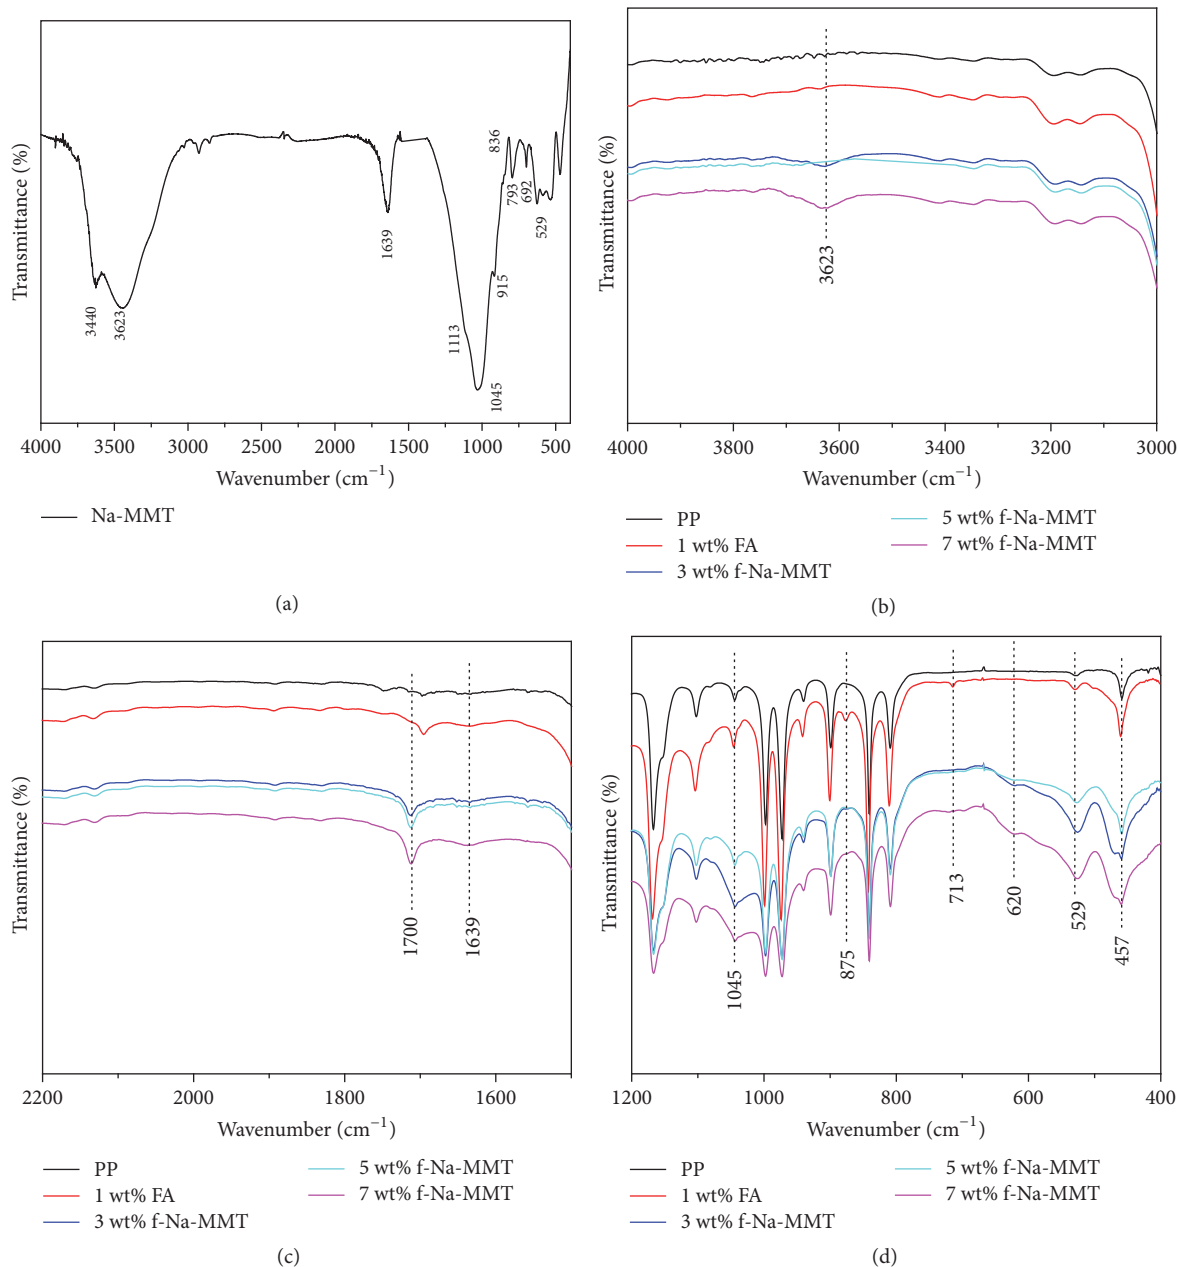 Transmittance (%)
3440
3623
1639
1113
1045
915
836
793
692
529
4000 3500 3000 2500 2000 1500 1000 500
Wavenumber (cm⁻¹)
Na-MMT
(a)
Transmittance (%)
3623
4000 3800 3600 3400 3200 3000
Wavenumber (cm⁻¹)
PP
1 wt% FA
3 wt% f-Na-MMT
5 wt% f-Na-MMT
7 wt% f-Na-MMT
(b)
Transmittance (%)
1700
1639
2200 2000 1800 1600
Wavenumber (cm⁻¹)
PP
1 wt% FA
3 wt% f-Na-MMT
5 wt% f-Na-MMT
7 wt% f-Na-MMT
(c)
Transmittance (%)
1045
875
713
620
529
457
1200 1000 800 600 400
Wavenumber (cm⁻¹)
PP
1 wt% FA
3 wt% f-Na-MMT
5 wt% f-Na-MMT
7 wt% f-Na-MMT
(d)